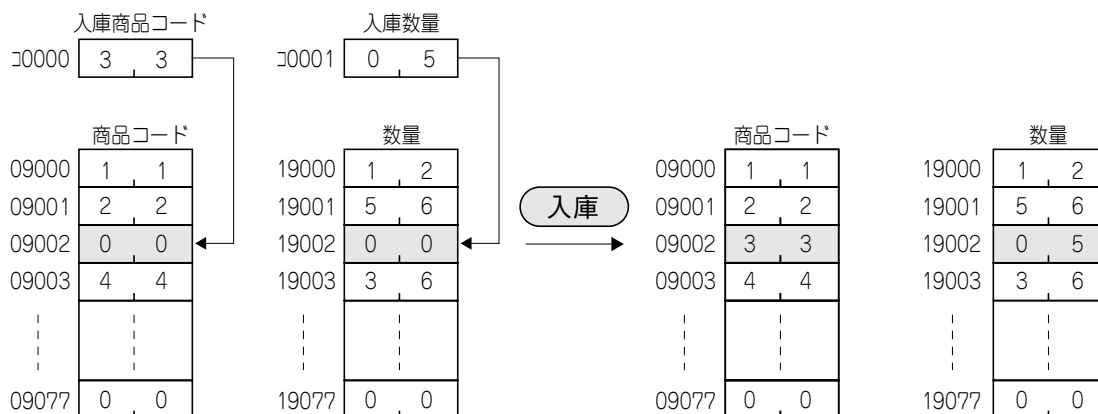 入庫商品コード 入庫数量
コ0000 3 3 コ0001 0 5
商品コード 数量 商品コード 数量
09000 1 1 19000 1 2 09000 1 1 19000 1 2
09001 2 2 19001 5 6 入庫 09001 2 2 19001 5 6
09002 0 0 19002 0 0 09002 3 3 19002 0 5
09003 4 4 19003 3 6 09003 4 4 19003 3 6
09077 0 0 19077 0 0 09077 0 0 19077 0 0